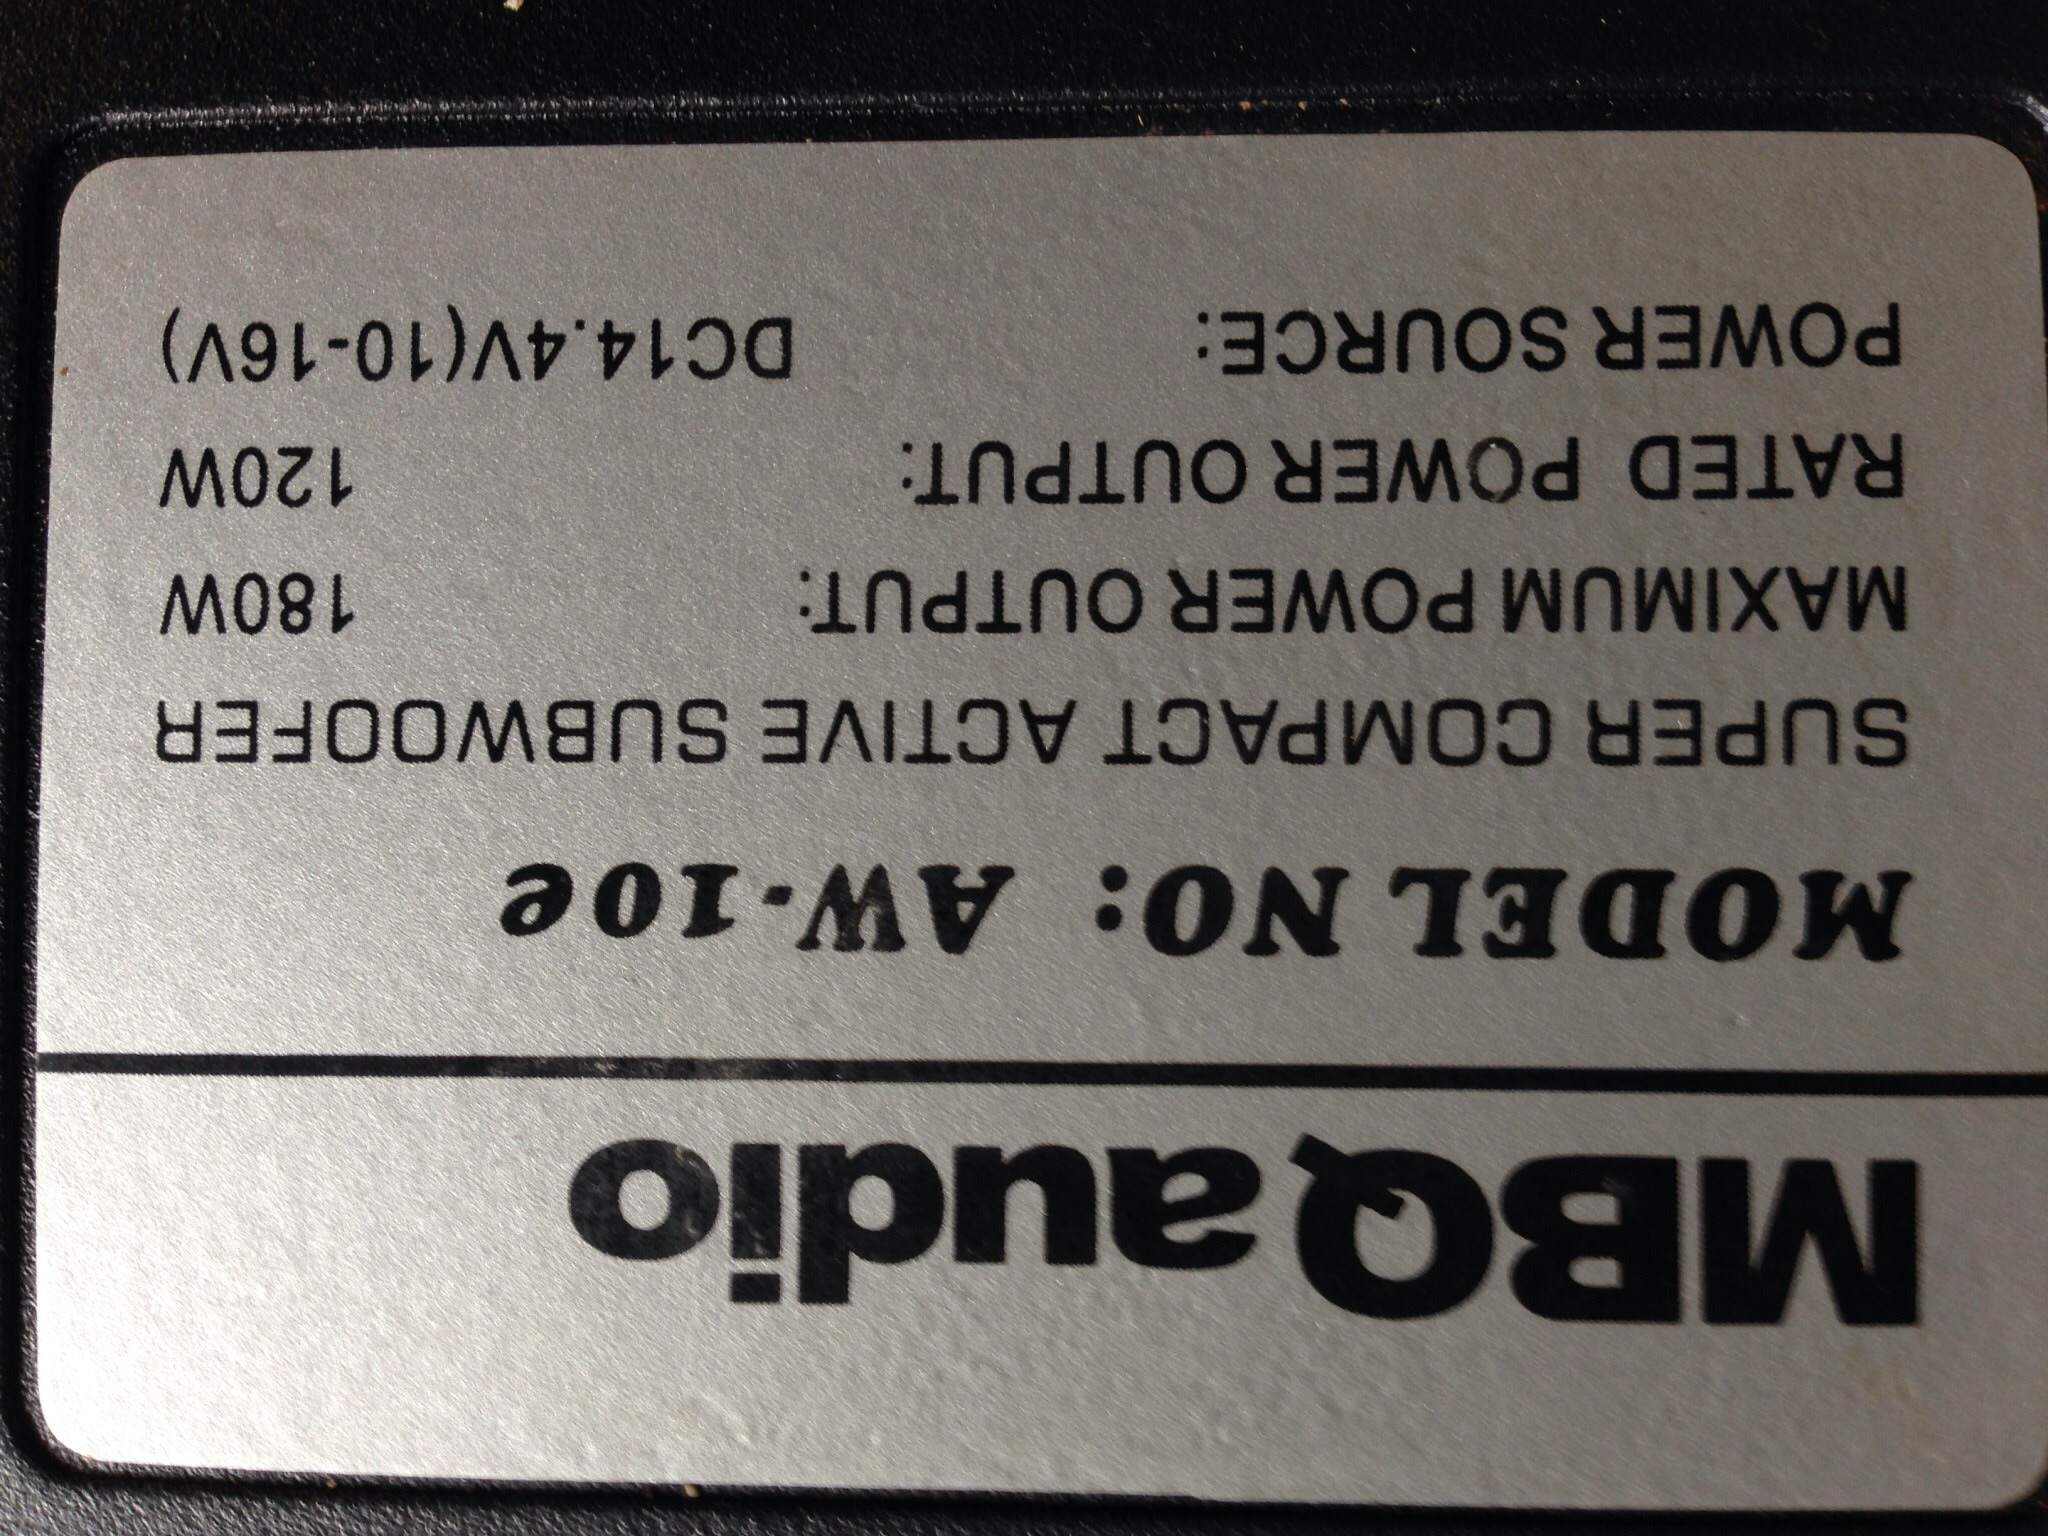 MBQ audio
MODEL NO: AW-10e
SUPER COMPACT ACTIVE SUBWOOFER
MAXIMUM POWER OUTPUT: 180W
RATED POWER OUTPUT: 120W
POWER SOURCE: DC14.4V(10-16V)